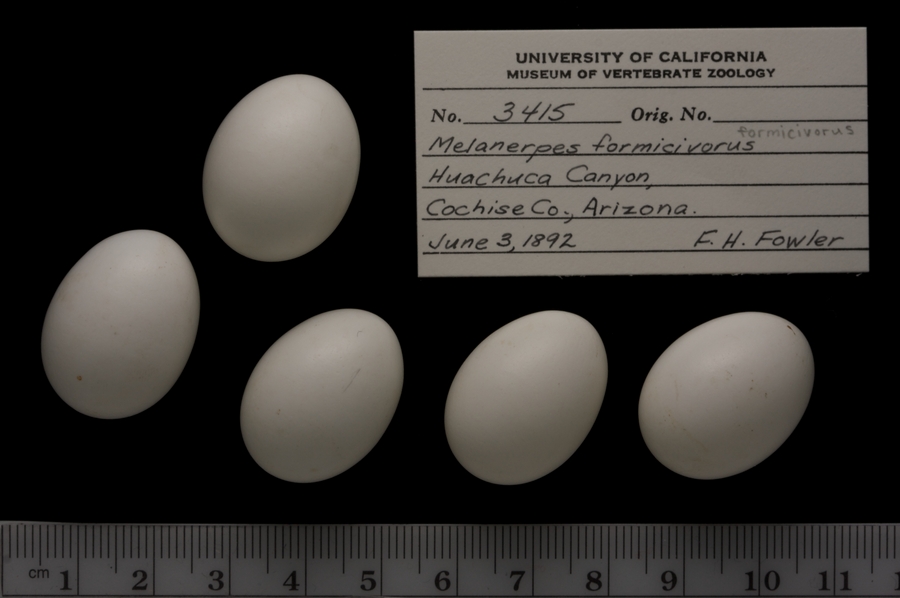 UNIVERSITY OF CALIFORNIA
MUSEUM OF VERTEBRATE ZOOLOGY
No. 3415 Orig. No.
formicivorus
Melanerpes formicivorus
Huachuca Canyon,
Cochise Co., Arizona.
June 3, 1892 F. H. Fowler
cm 1 2 3 4 5 6 7 8 9 10 11 1